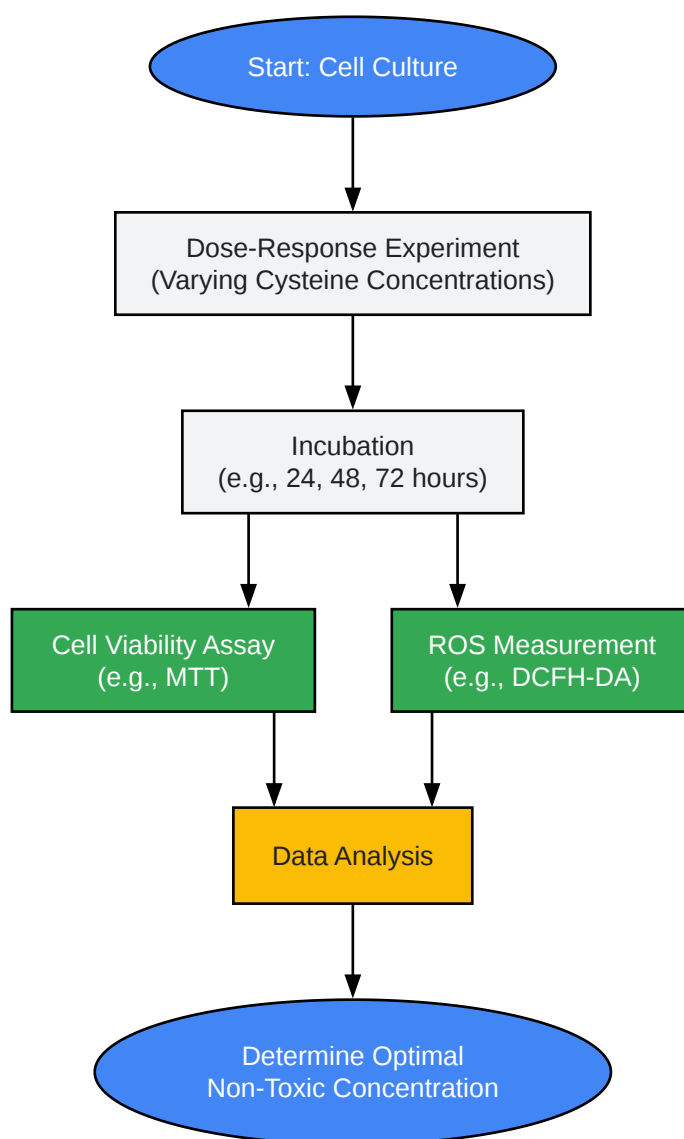 Start: Cell Culture
Dose-Response Experiment
(Varying Cysteine Concentrations)
Incubation
(e.g., 24, 48, 72 hours)
Cell Viability Assay
(e.g., MTT)
ROS Measurement
(e.g., DCFH-DA)
Data Analysis
Determine Optimal
Non-Toxic Concentration